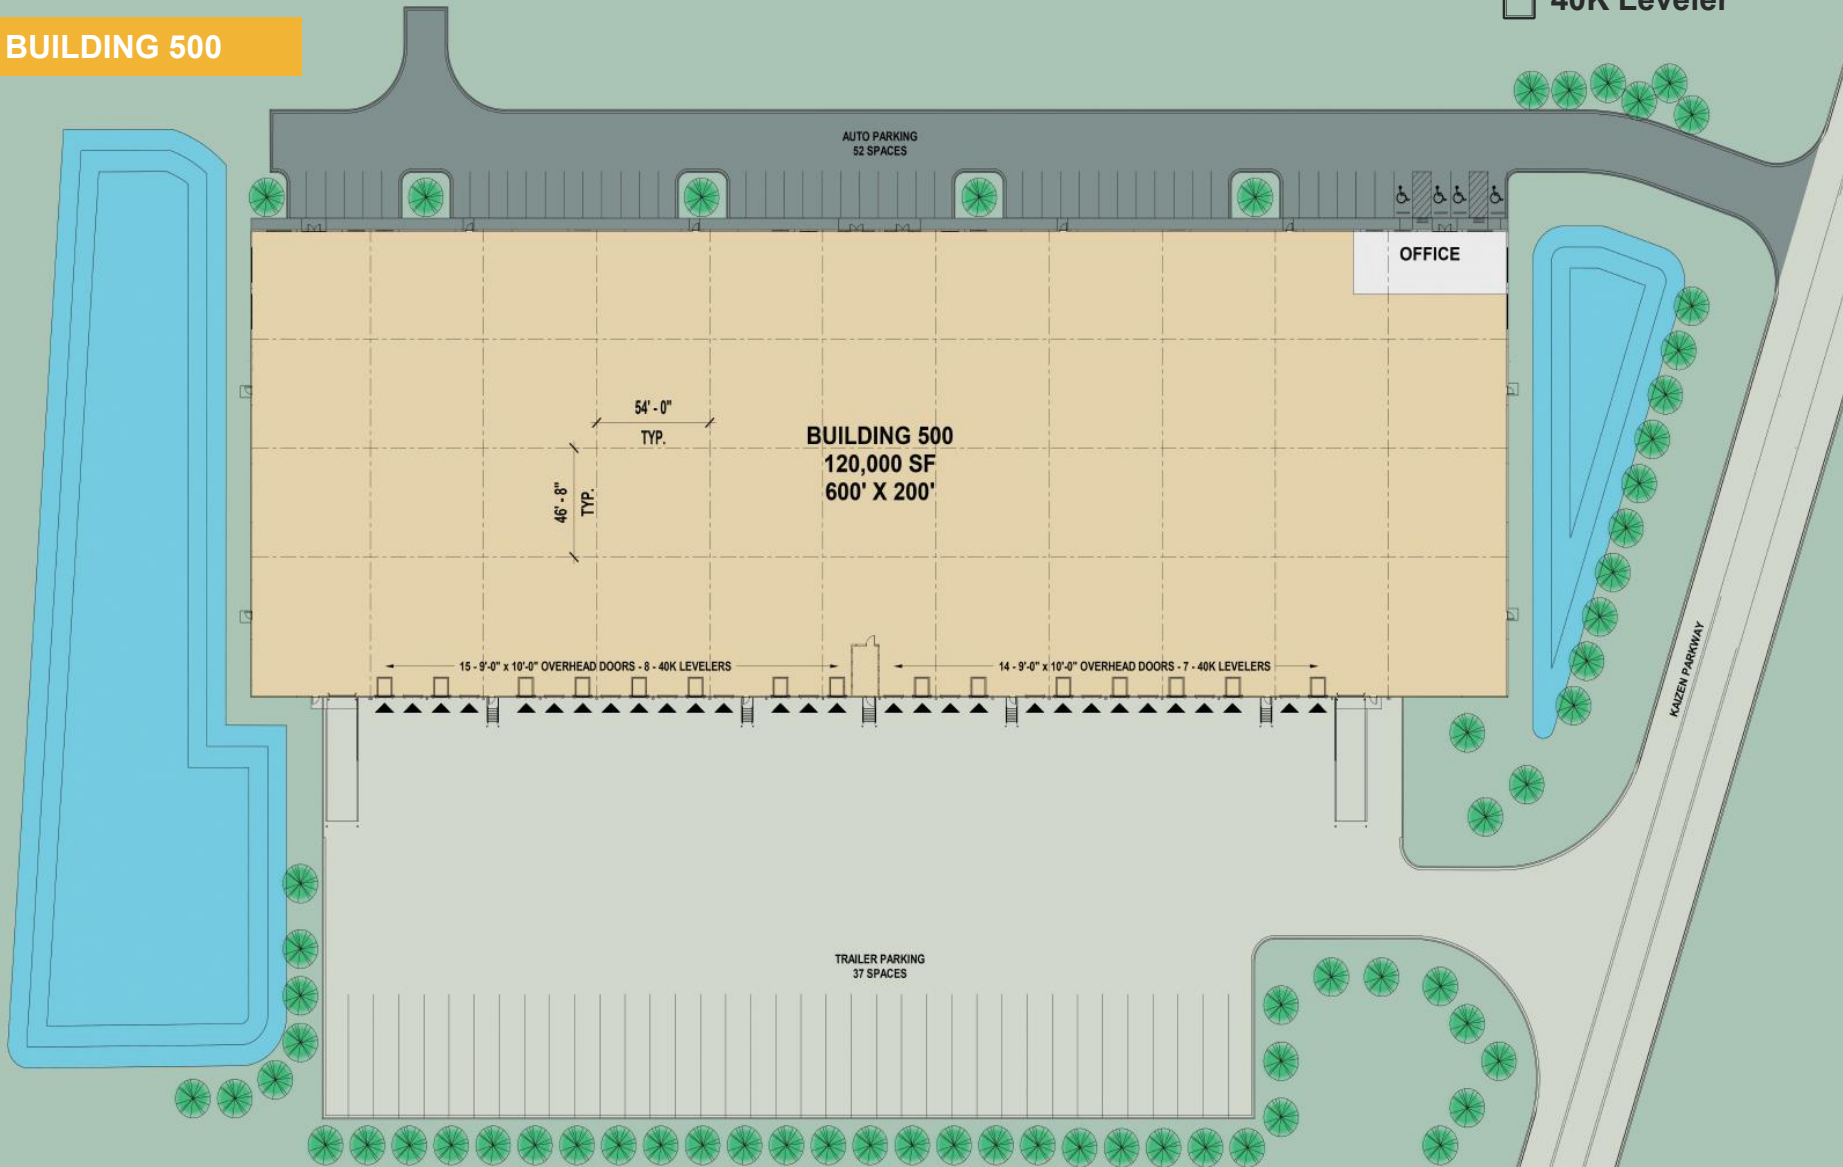 40K Leveler
BUILDING 500
AUTO PARKING
52 SPACES
OFFICE
54' - 0"
TYP.
BUILDING 500
120,000 SF
600' X 200'
46' - 8"
TYP.
15 - 9'-0" x 10'-0" OVERHEAD DOORS - 8 - 40K LEVELERS
14 - 9'-0" x 10'-0" OVERHEAD DOORS - 7 - 40K LEVELERS
KAIZEN PARKWAY
TRAILER PARKING
37 SPACES